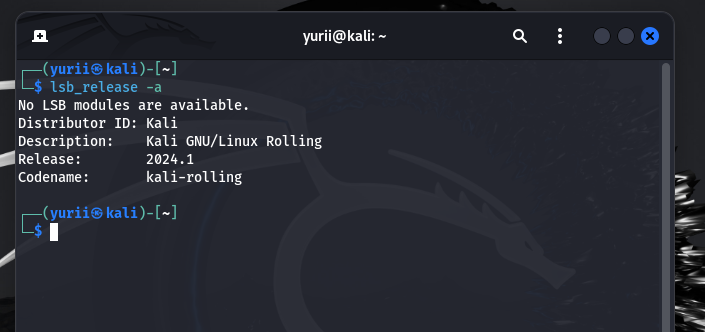 yurii@kali: ~
┌──(yurii㉿kali)-[~]
└─$ lsb_release -a
No LSB modules are available.
Distributor ID: Kali
Description:    Kali GNU/Linux Rolling
Release:        2024.1
Codename:       kali-rolling
┌──(yurii㉿kali)-[~]
└─$